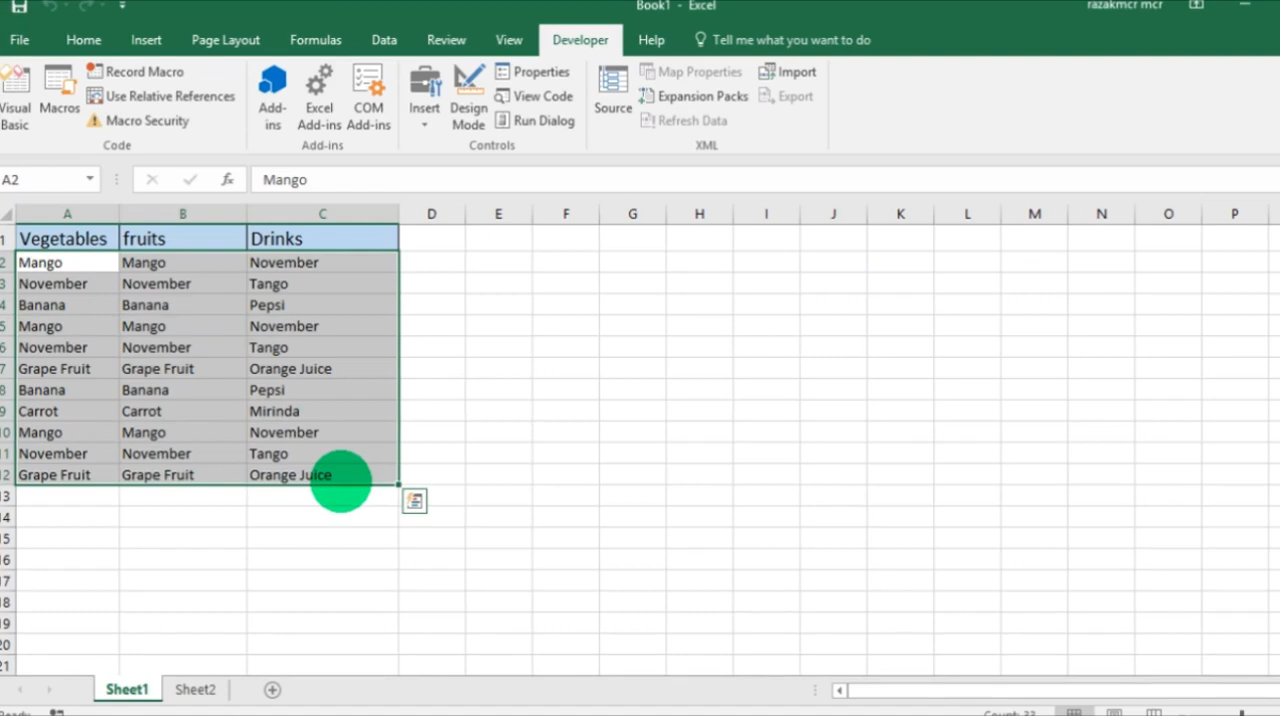 Book1 - Excel
razakmcr mcr
File Home Insert Page Layout Formulas Data Review View Developer Help Tell me what you want to do
Visual Basic
Macros
Record Macro
Use Relative References
Macro Security
Code
Add-ins
Excel Add-ins
COM Add-ins
Add-ins
Insert
Design Mode
Properties
View Code
Run Dialog
Controls
Source
Map Properties
Expansion Packs
Refresh Data
Import
Export
XML
A2 fx Mango
A B C D E F G H I J K L M N O P
1 Vegetables fruits Drinks
2 Mango Mango November
3 November November Tango
4 Banana Banana Pepsi
5 Mango Mango November
6 November November Tango
7 Grape Fruit Grape Fruit Orange Juice
8 Banana Banana Pepsi
9 Carrot Carrot Mirinda
10 Mango Mango November
11 November November Tango
12 Grape Fruit Grape Fruit Orange Juice
13
14
15
16
17
18
19
20
21
Sheet1 Sheet2
Count: 33